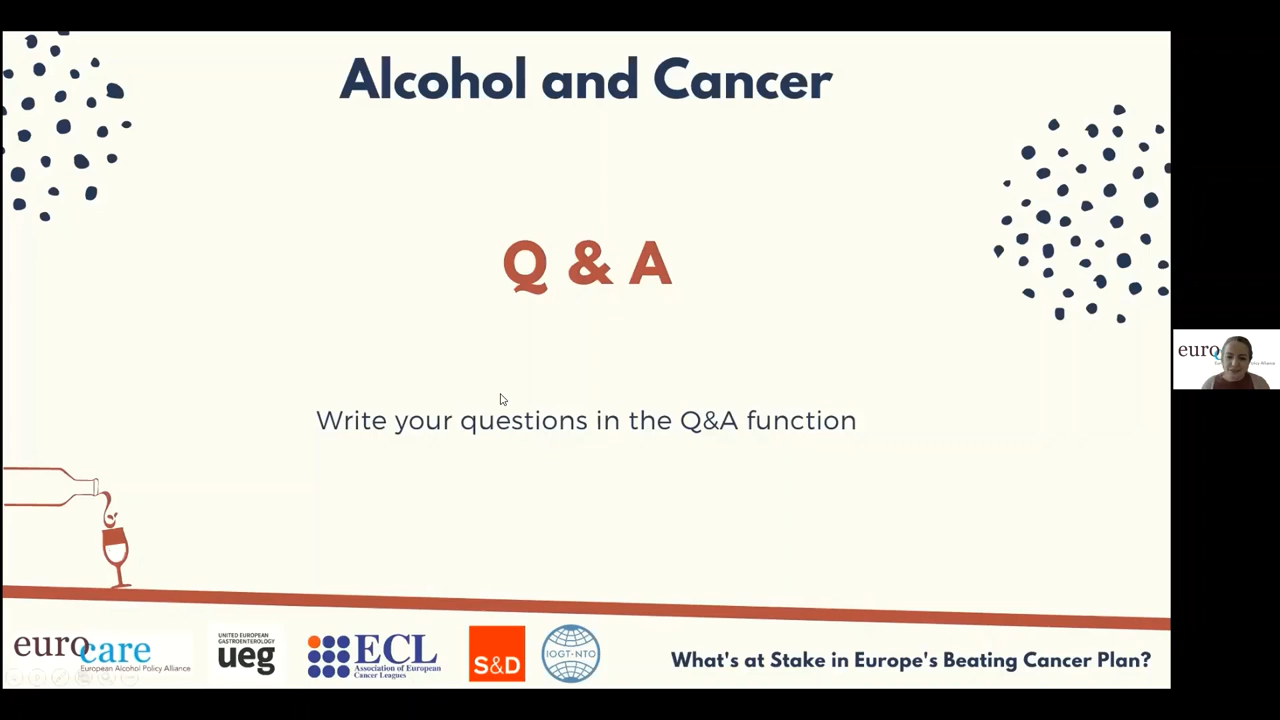 Alcohol and Cancer
Q & A
Write your questions in the Q&A function
eurocare
European Alcohol Policy Alliance
UNITED EUROPEAN
GASTROENTEROLOGY
ueg
ECL
Association of European
Cancer Leagues
S&D
IOGT-NTO
What's at Stake in Europe's Beating Cancer Plan?
euro